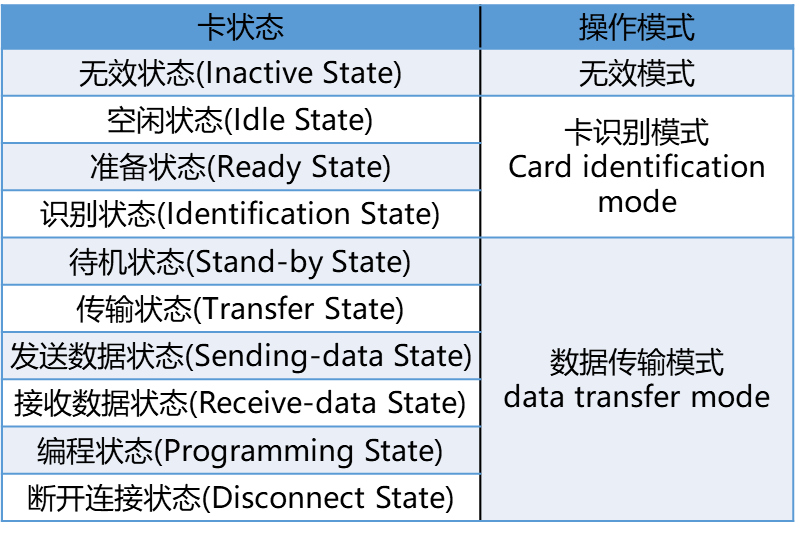 卡状态 操作模式
无效状态(Inactive State) 无效模式
空闲状态(Idle State)
准备状态(Ready State)
识别状态(Identification State)
卡识别模式
Card identification
mode
待机状态(Stand-by State)
传输状态(Transfer State)
发送数据状态(Sending-data State)
接收数据状态(Receive-data State)
编程状态(Programming State)
断开连接状态(Disconnect State)
数据传输模式
data transfer mode